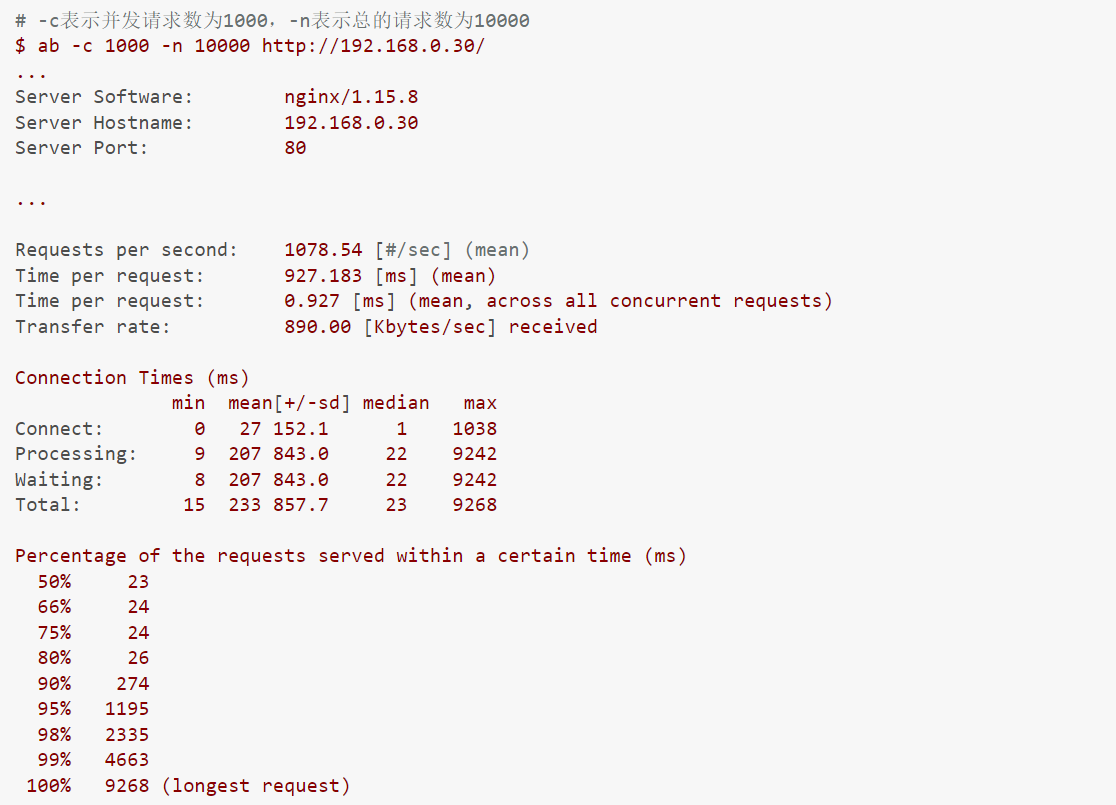 # -c表示并发请求数为1000，-n表示总的请求数为10000
$ ab -c 1000 -n 10000 http://192.168.0.30/
...
Server Software:        nginx/1.15.8
Server Hostname:        192.168.0.30
Server Port:            80
...
Requests per second:    1078.54 [#/sec] (mean)
Time per request:       927.183 [ms] (mean)
Time per request:       0.927 [ms] (mean, across all concurrent requests)
Transfer rate:          890.00 [Kbytes/sec] received
Connection Times (ms)
              min  mean[+/-sd] median   max
Connect:        0   27 152.1      1    1038
Processing:     9  207 843.0     22    9242
Waiting:        8  207 843.0     22    9242
Total:         15  233 857.7     23    9268
Percentage of the requests served within a certain time (ms)
  50%     23
  66%     24
  75%     24
  80%     26
  90%    274
  95%   1195
  98%   2335
  99%   4663
 100%   9268 (longest request)